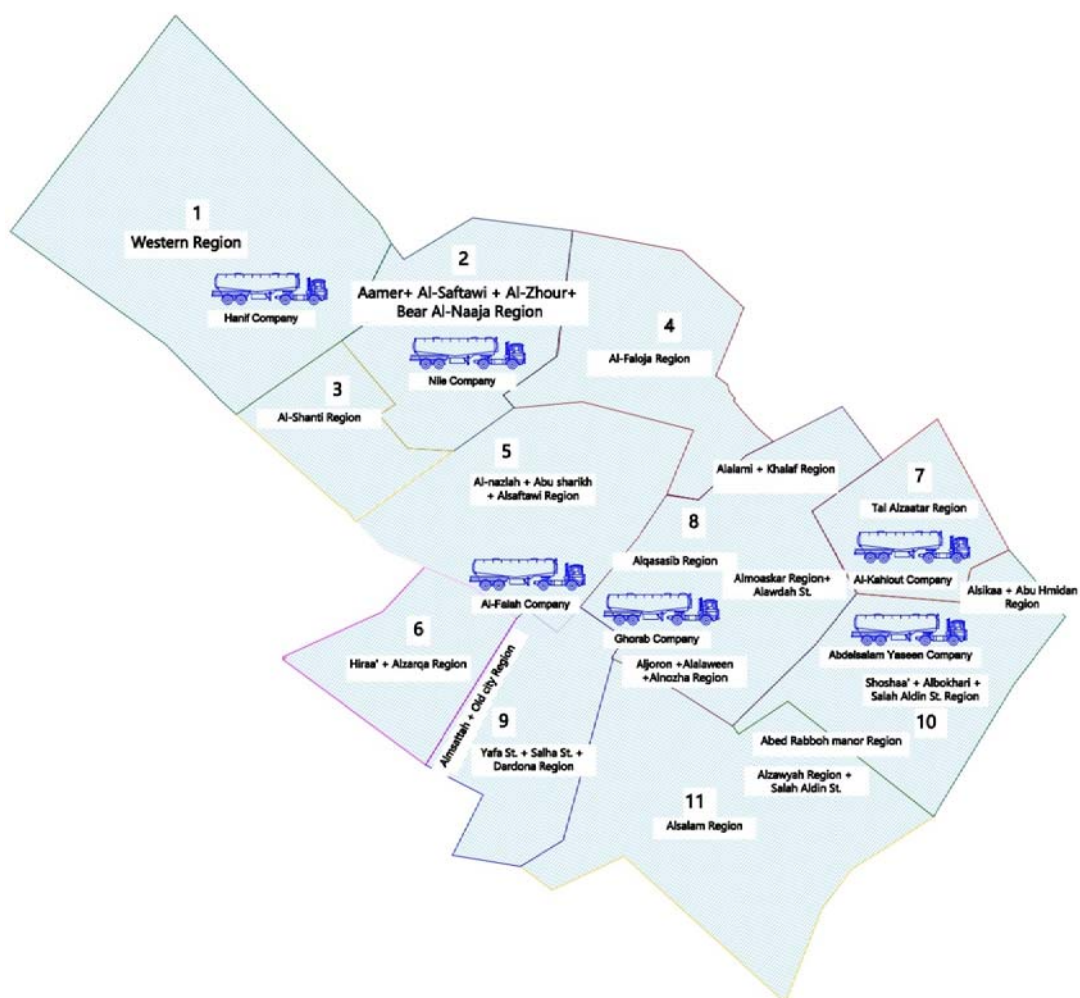 1
Western Region
Hanif Company
2
Aamer+ Al-Saftawi + Al-Zhour+
Bear Al-Naaja Region
Nile Company
3
Al-Shanti Region
4
Al-Faloja Region
5
Al-nazlah + Abu sharikh
+ Alsaftawi Region
Al-Falah Company
6
Hiraa' + Alzarqa Region
7
Tal Alzaatar Region
Al-Kahlout Company
Alalami + Khalaf Region
8
Alqasasib Region
Almoaskar Region+
Alawdah St.
Ghorab Company
Aljoron +Alalaween
+Alnozha Region
Alsikaa + Abu Hmidan
Region
Abdelsalam Yaseen Company
Shoshaa' + Albokhari +
Salah Aldin St. Region
10
Almsattah + Old city Region
9
Yafa St. + Salha St. +
Dardona Region
Abed Rabboh manor Region
Alzawyah Region +
Salah Aldin St.
11
Alsalam Region